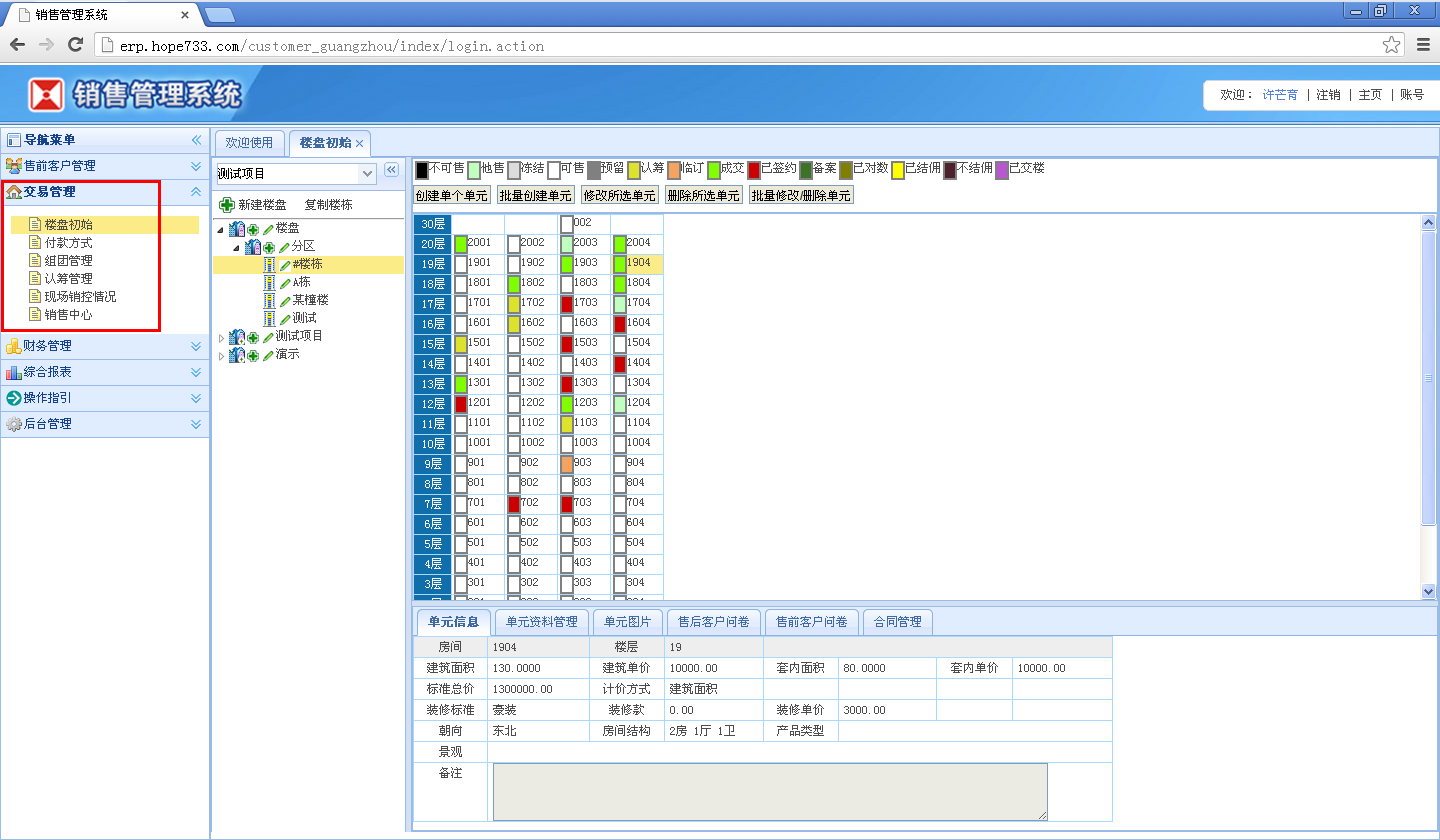 销售管理系统
erp.hope733.com/customer_guangzhou/index/login.action
销售管理系统
欢迎： 许芒育 | 注销 | 主页 | 账号
导航菜单
售前客户管理
交易管理
楼盘初始
付款方式
组团管理
认筹管理
现场销控情况
销售中心
财务管理
综合报表
操作指引
后台管理
欢迎使用 楼盘初始
测试项目
新建楼盘 复制楼栋
楼盘
分区
#楼栋
A栋
某橦楼
测试
测试项目
演示
不可售 他售 冻结 可售 预留 认筹 临订 成交 已签约 备案 已对数 已结佣 不结佣 已交楼
创建单个单元 批量创建单元 修改所选单元 删除所选单元 批量修改/删除单元
30层 002
20层 2001 2002 2003 2004
19层 1901 1902 1903 1904
18层 1801 1802 1803 1804
17层 1701 1702 1703 1704
16层 1601 1602 1603 1604
15层 1501 1502 1503 1504
14层 1401 1402 1403 1404
13层 1301 1302 1303 1304
12层 1201 1202 1203 1204
11层 1101 1102 1103 1104
10层 1001 1002 1003 1004
9层 901 902 903 904
8层 801 802 803 804
7层 701 702 703 704
6层 601 602 603 604
5层 501 502 503 504
4层 401 402 403 404
3层 301 302 303 304
单元信息 单元资料管理 单元图片 售后客户问卷 售前客户问卷 合同管理
房间 1904 楼层 19
建筑面积 130.0000 建筑单价 10000.00 套内面积 80.0000 套内单价 10000.00
标准总价 1300000.00 计价方式 建筑面积
装修标准 豪装 装修款 0.00 装修单价 3000.00
朝向 东北 房间结构 2房 1厅 1卫 产品类型
景观
备注